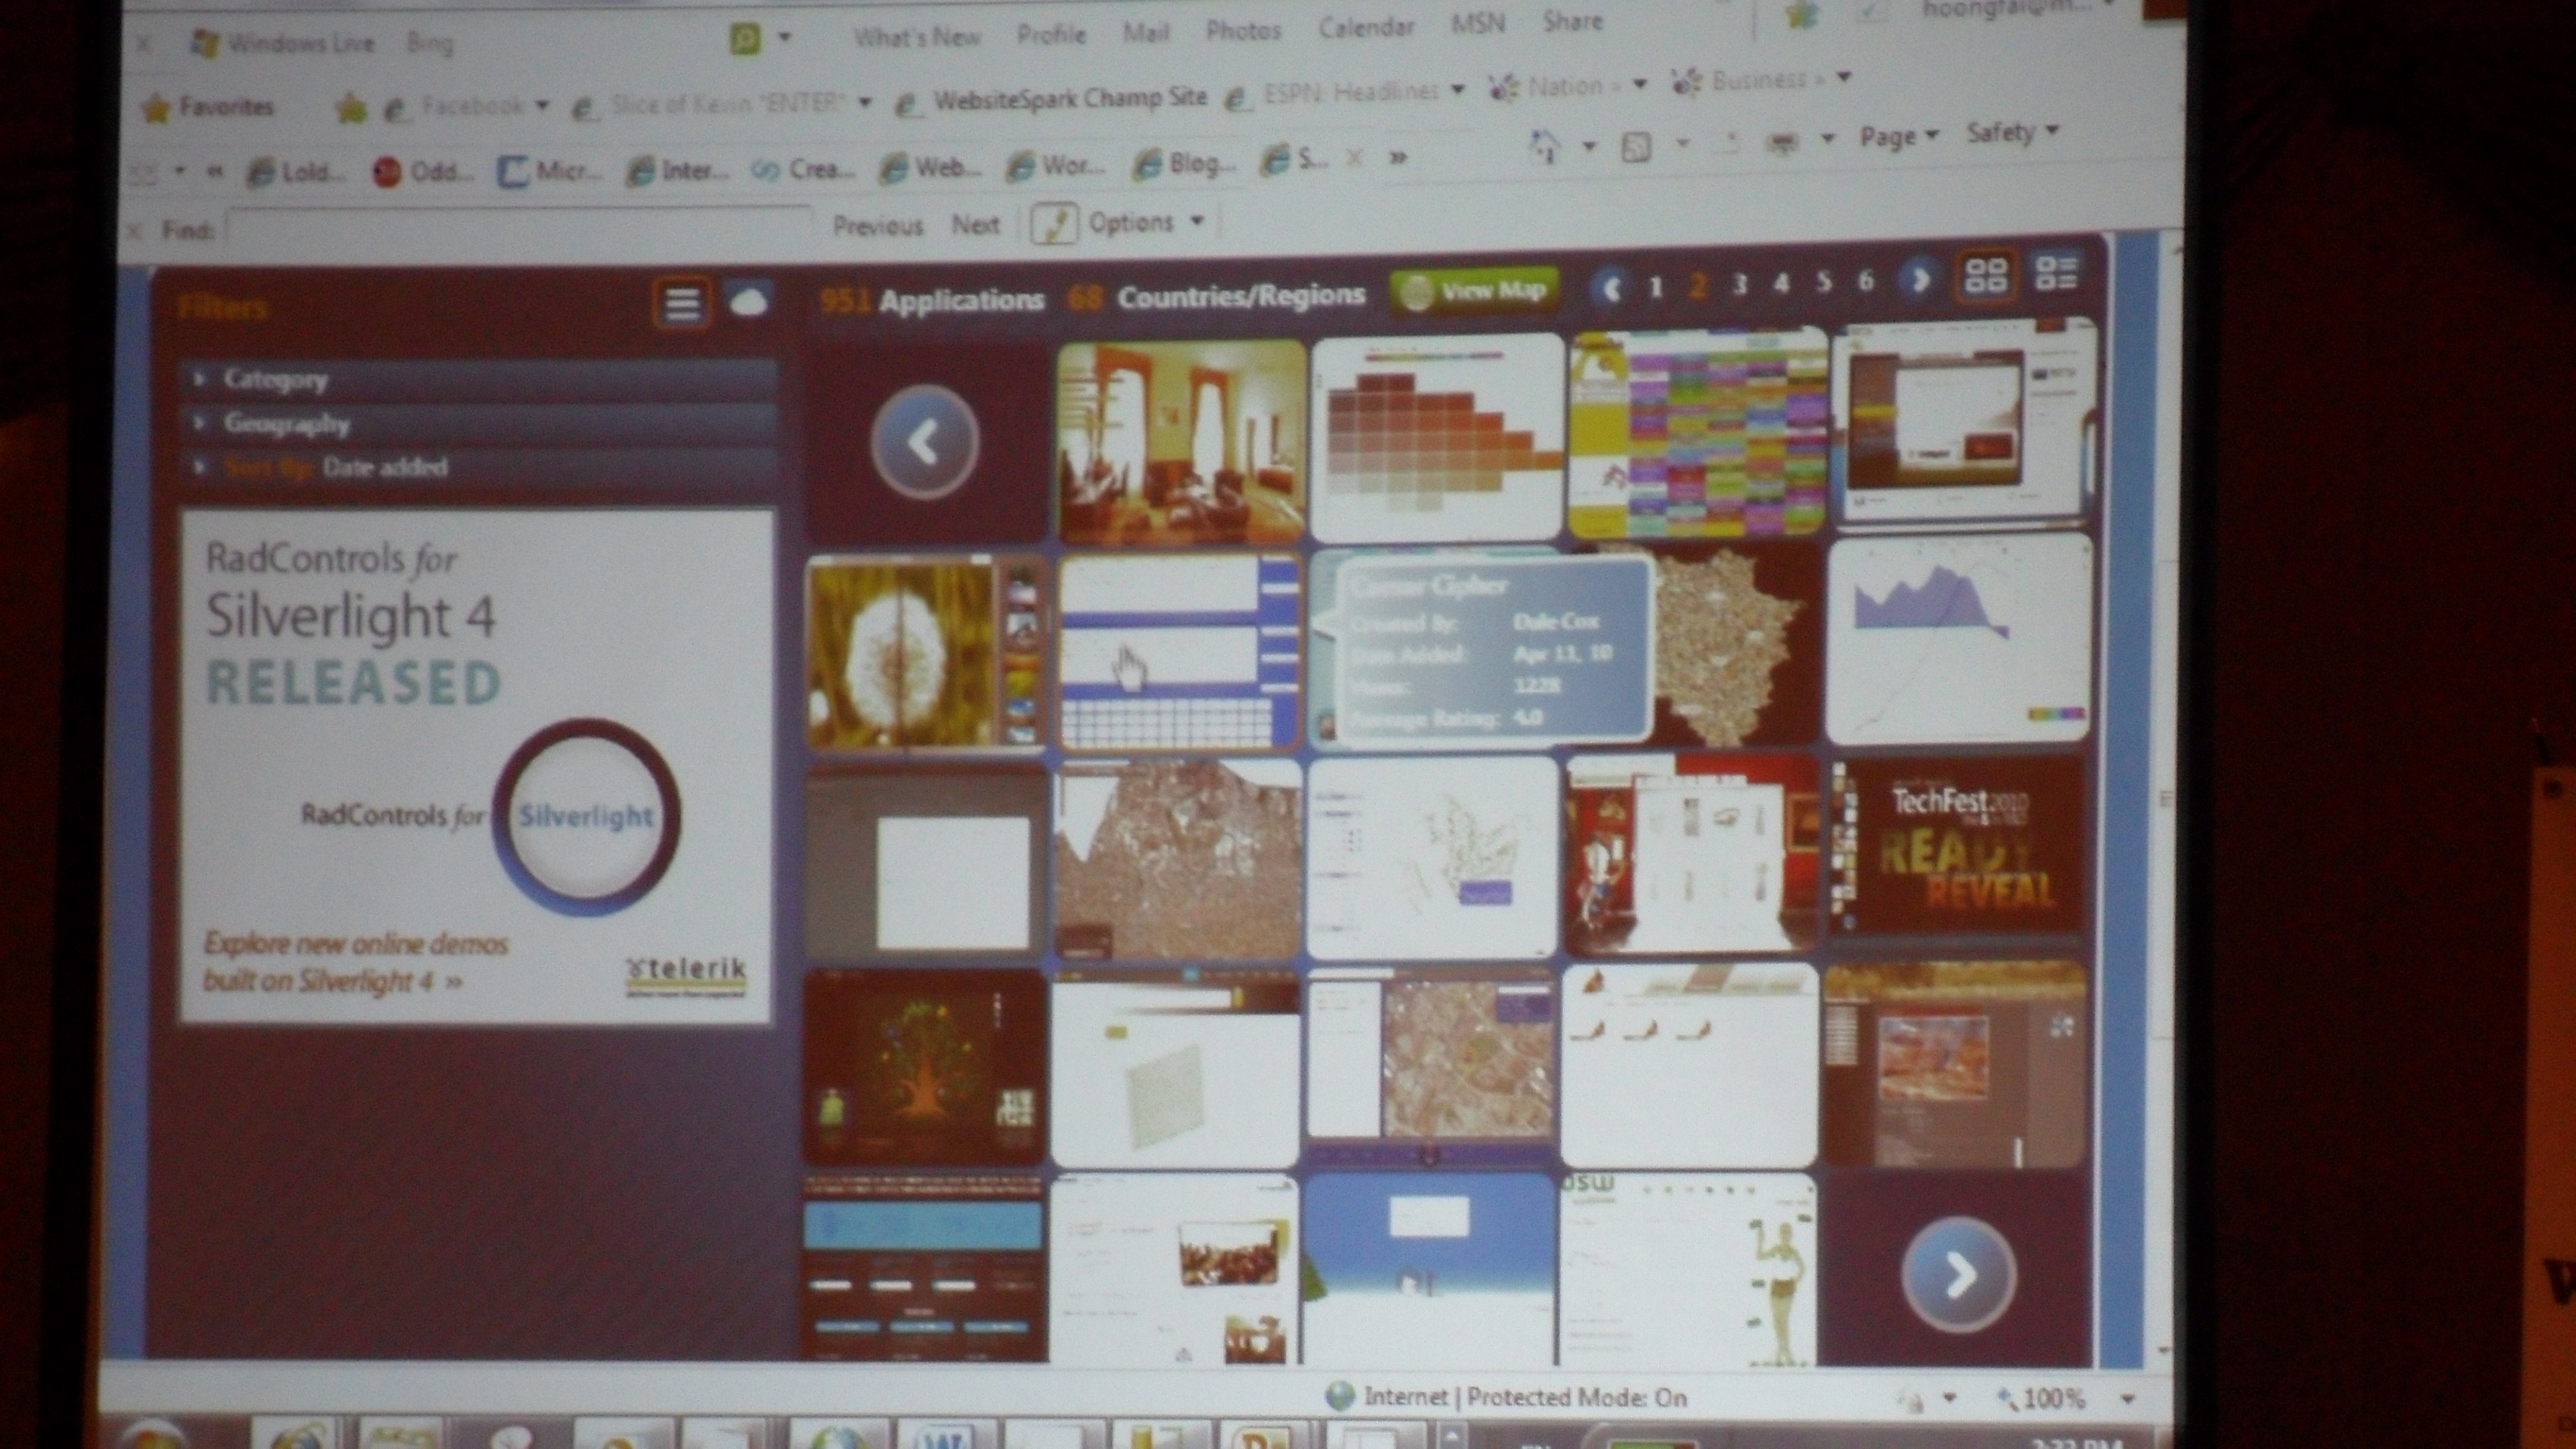 Windows Live Bing What's New Profile Mail Photos Calendar MSN Share
Favorites Facebook Slice of Kevin "ENTER" WebsiteSpark Champ Site ESPN: Headlines Nation » Business »
« Lold... Odd... Micr... Inter... Crea... Web... Wor... Blog... S... » Page Safety
x Find: Previous Next Options
Filters 951 Applications 68 Countries/Regions View Map 1 2 3 4 5 6
Category
Geography
Sort By: Date added
RadControls for
Silverlight 4
RELEASED
RadControls for Silverlight
Explore new online demos
built on Silverlight 4 »
telerik
Caesar Cipher
Created By: Dale Cox
Date Added: Apr 11, 10
Views: 1228
Average Rating: 4.0
TechFest 2010
READY
REVEAL
Internet | Protected Mode: On 100%